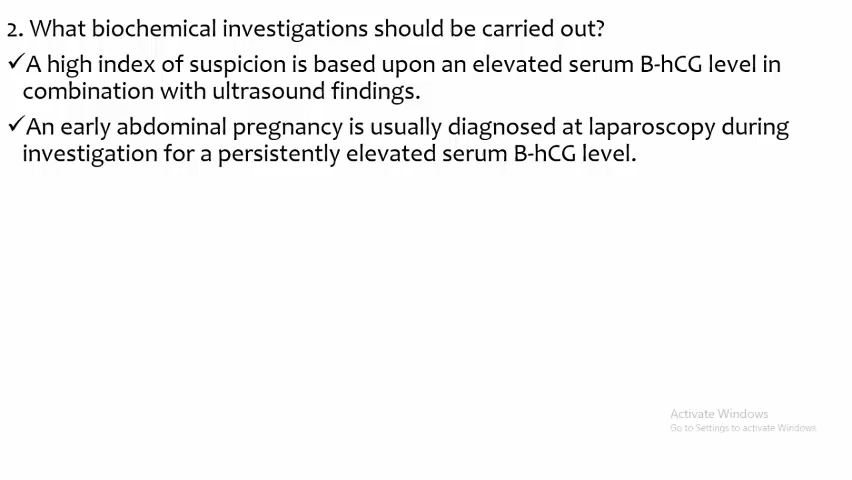 2. What biochemical investigations should be carried out?
✓A high index of suspicion is based upon an elevated serum B-hCG level in
combination with ultrasound findings.
✓An early abdominal pregnancy is usually diagnosed at laparoscopy during
investigation for a persistently elevated serum B-hCG level.
Activate Windows
Go to Settings to activate Windows.